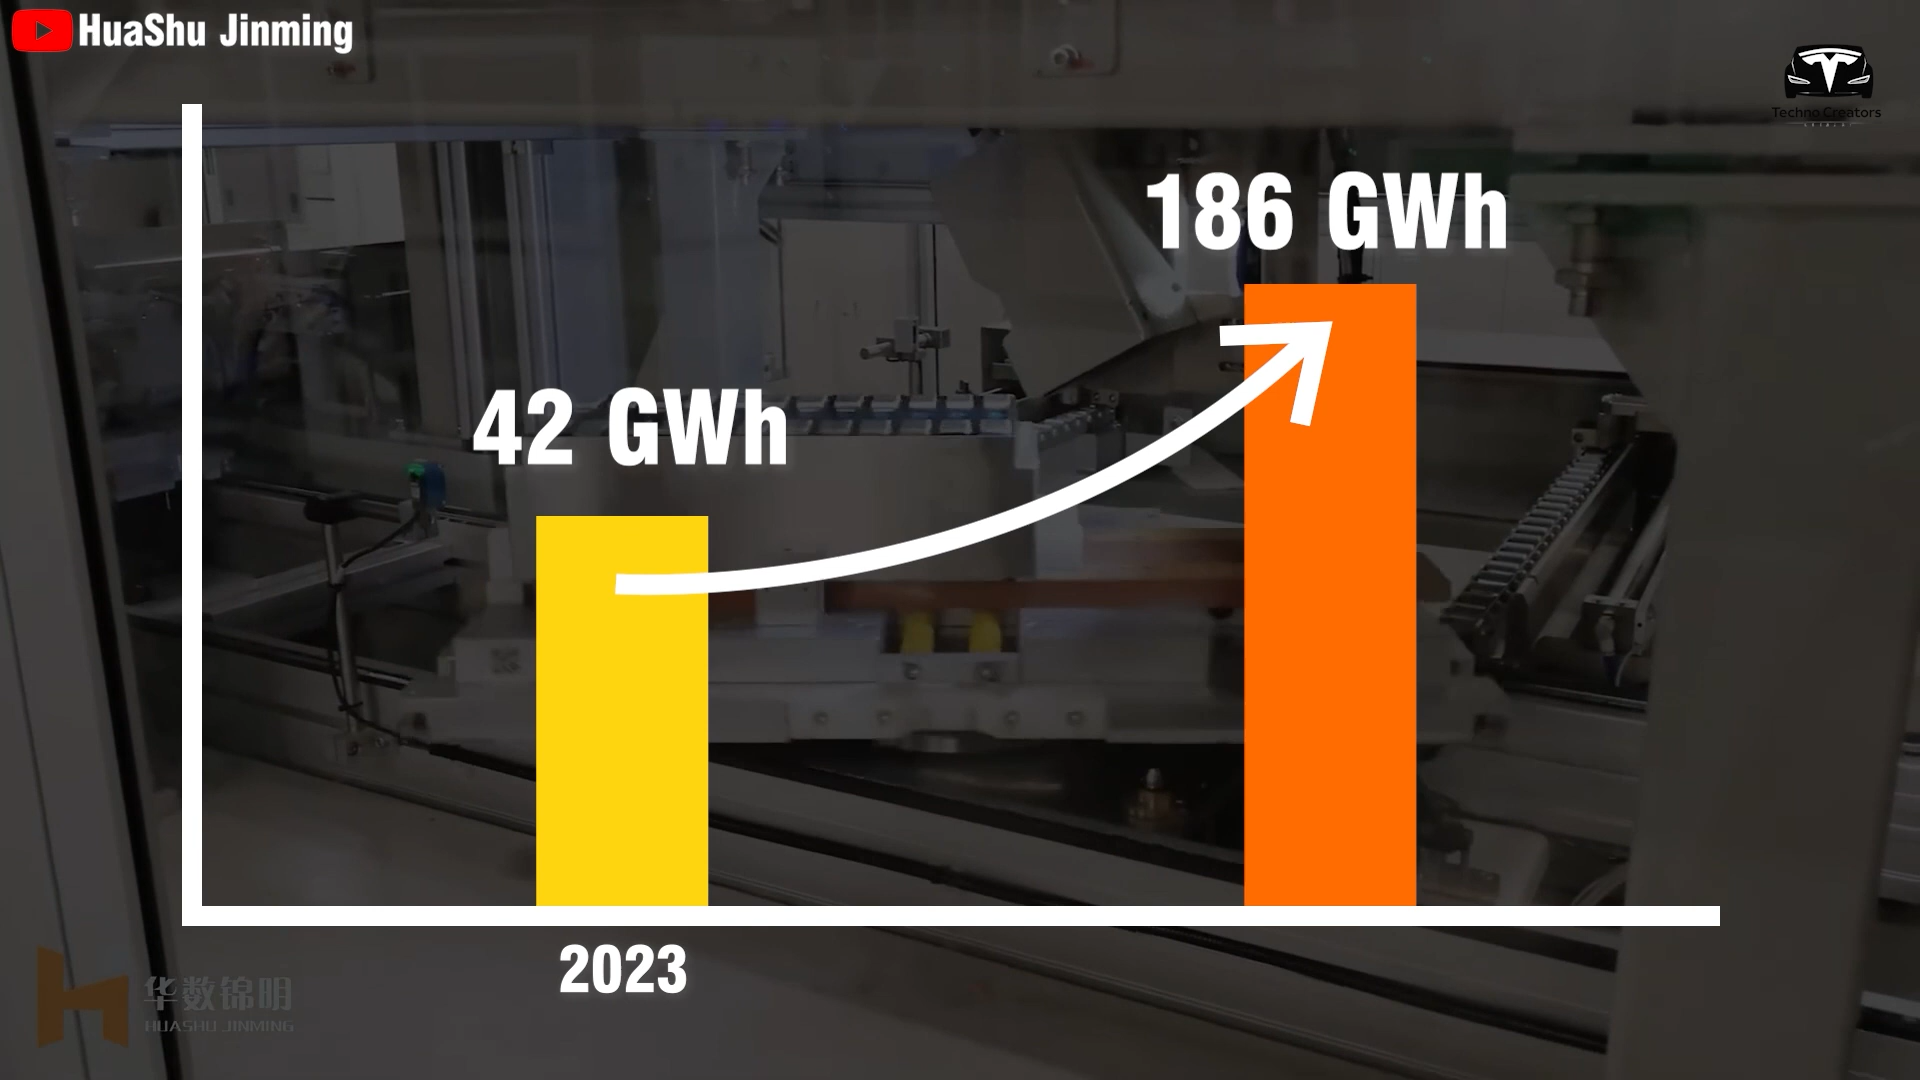 HuaShu Jinming
Techno Creators
186 GWh
42 GWh
2023
华数锦明
HUASHU JINMING